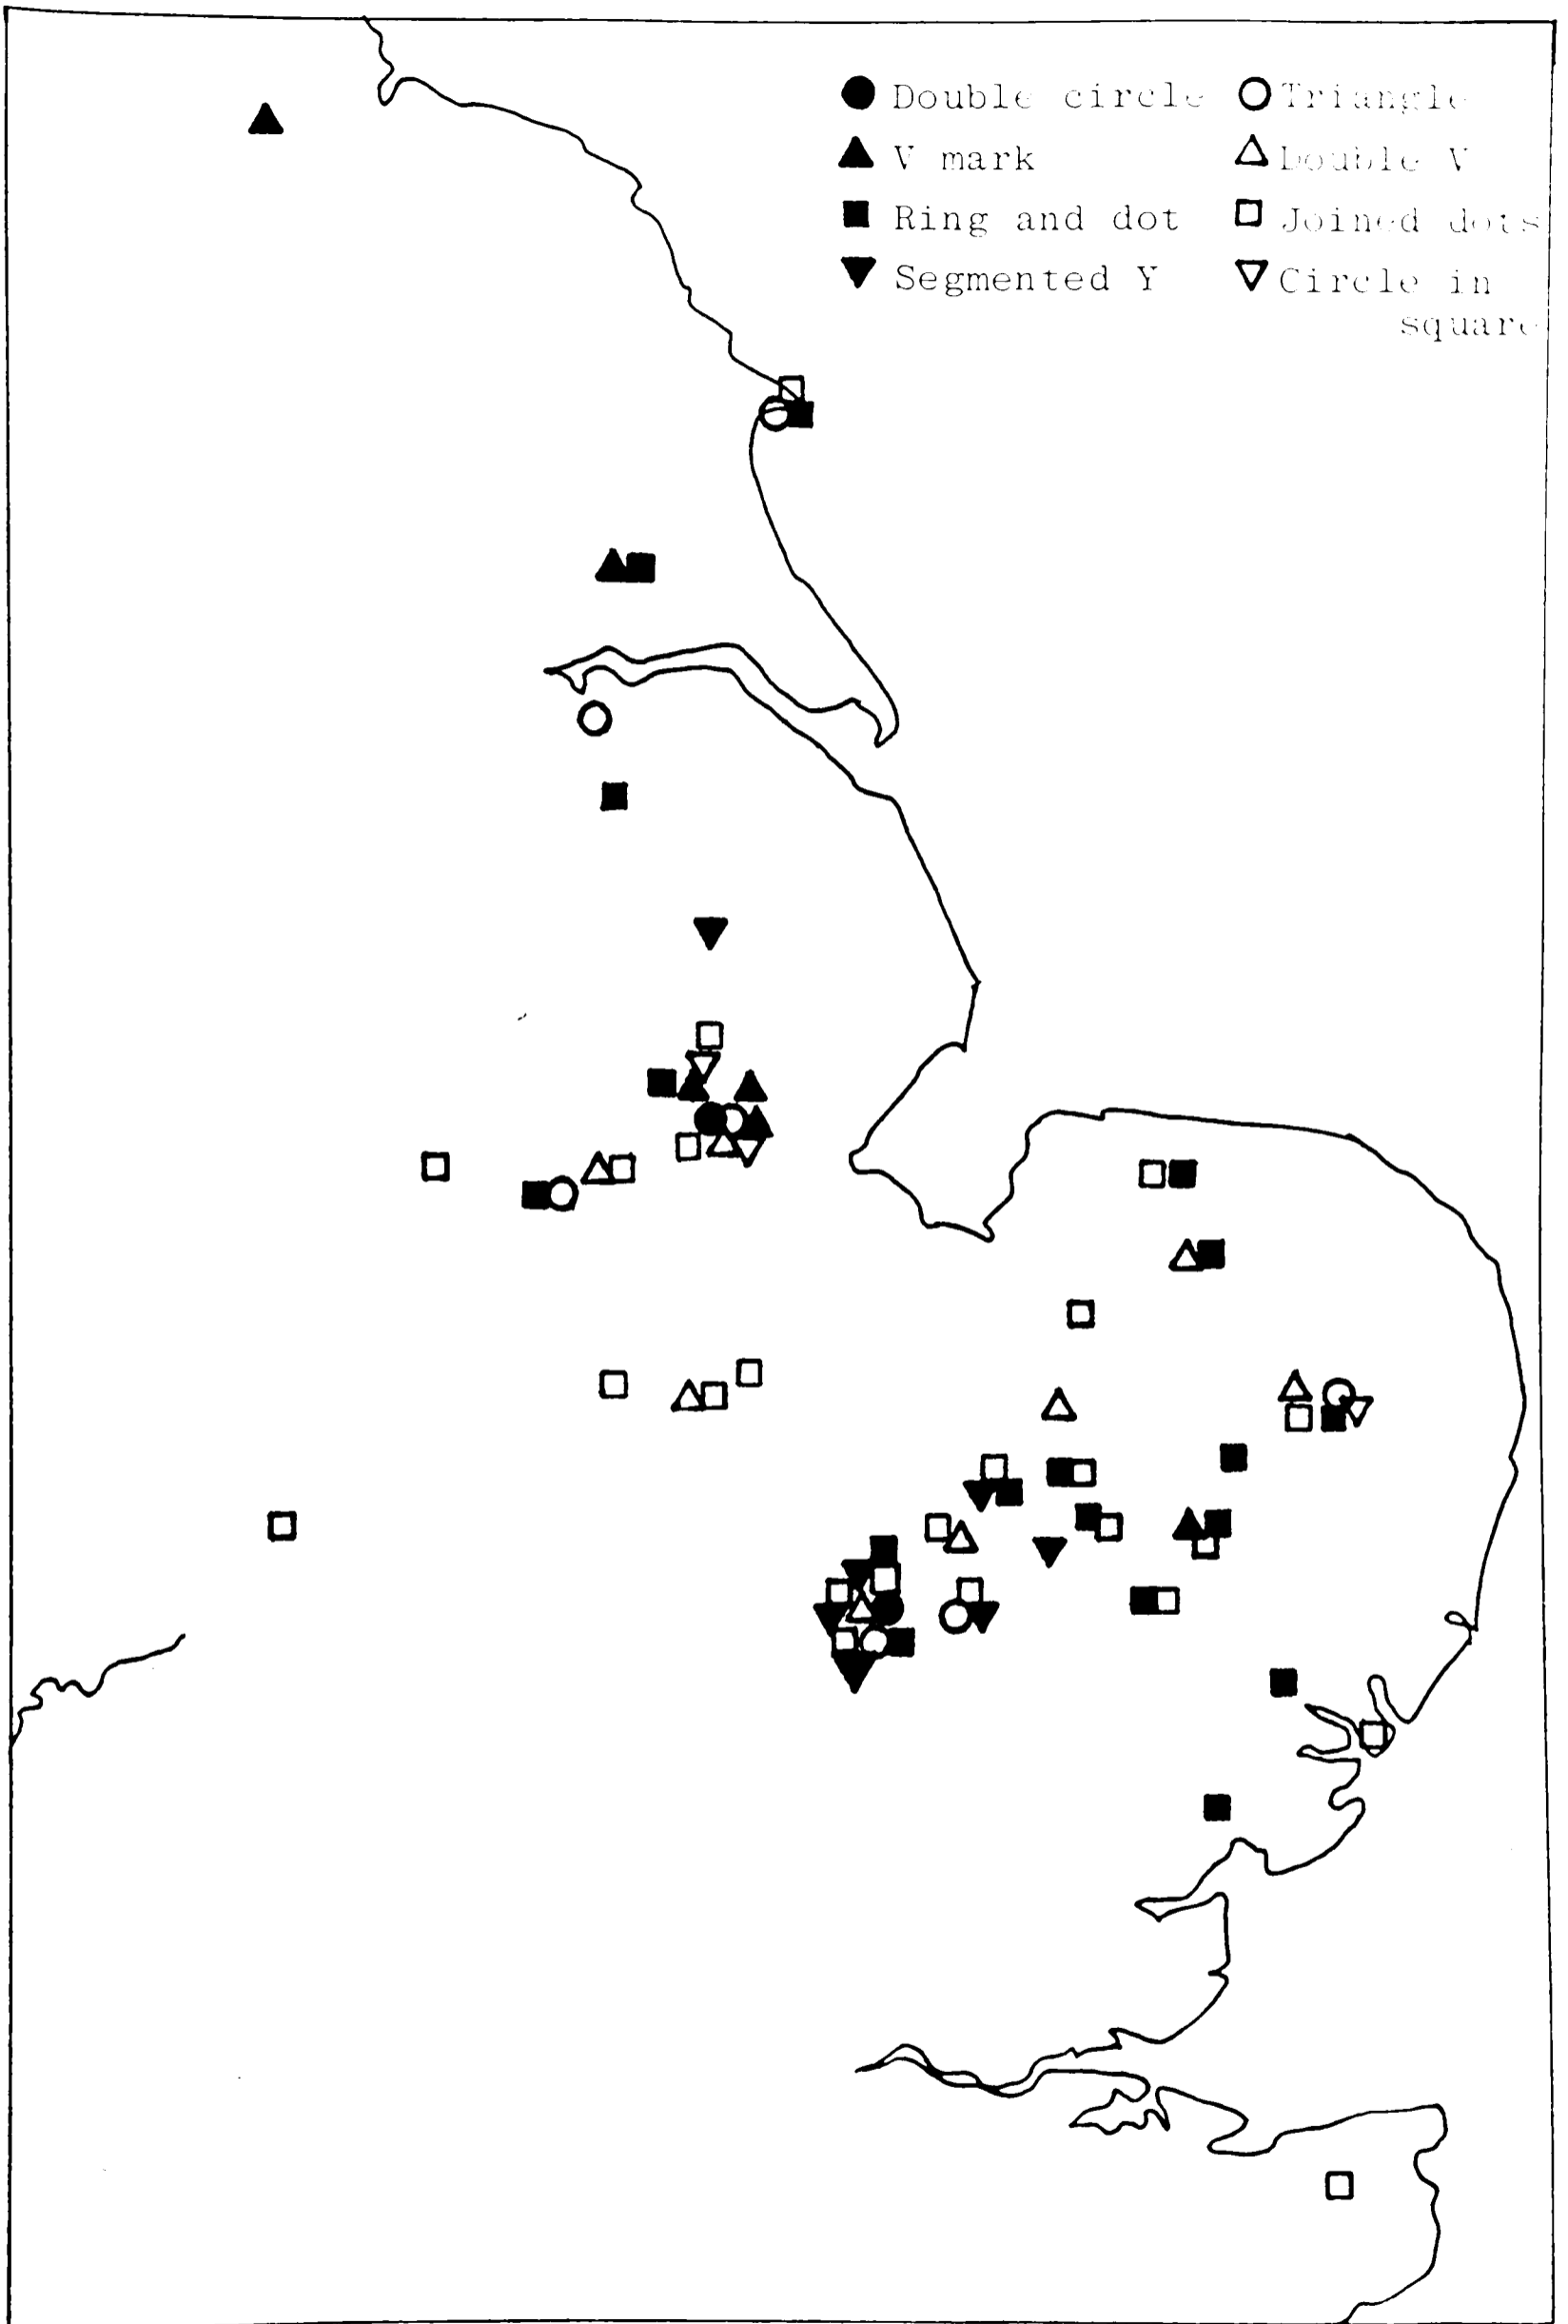 Double circle
V mark
Ring and dot
Segmented Y
Triangle
Double V
Joined dots
Circle in
square